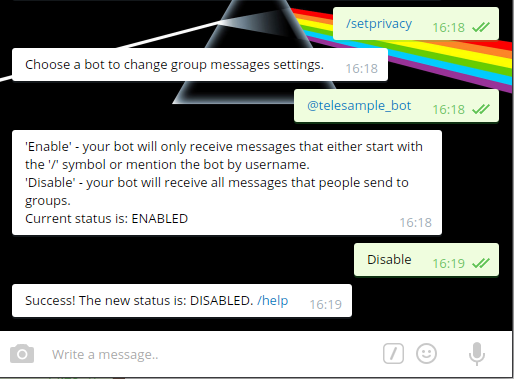 /setprivacy 16:18
Choose a bot to change group messages settings. 16:18
@telesample_bot 16:18
'Enable' - your bot will only receive messages that either start with
the '/' symbol or mention the bot by username.
'Disable' - your bot will receive all messages that people send to
groups.
Current status is: ENABLED
16:18
Disable 16:19
Success! The new status is: DISABLED. /help 16:19
Write a message..